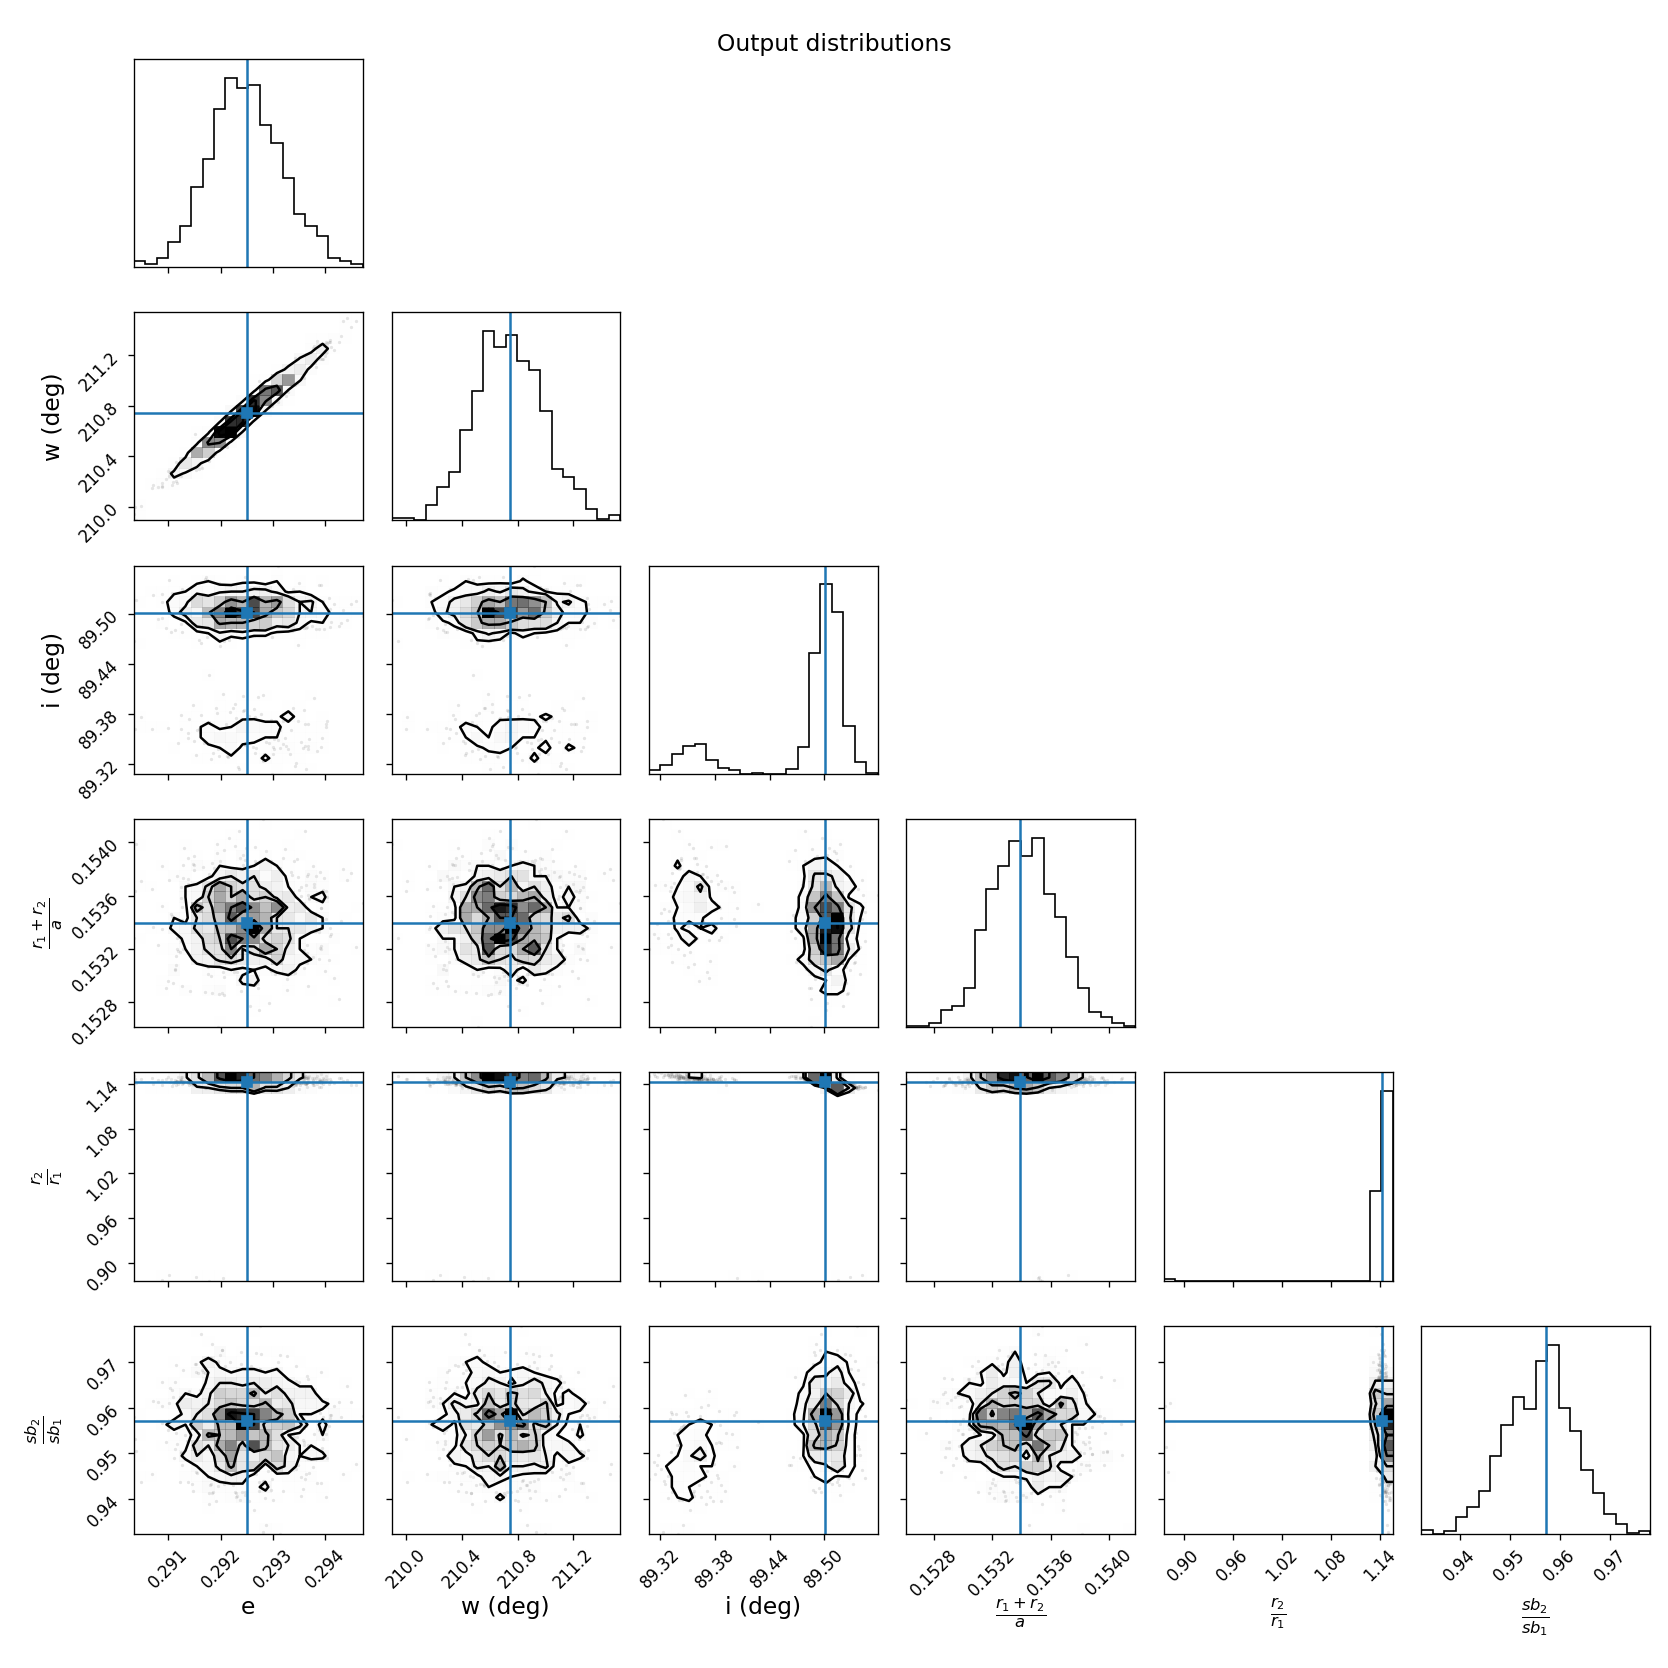 Output distributions
w (deg)
211.2
210.8
210.4
210.0
i (deg)
89.50
89.44
89.38
89.32
r₁ + r₂
a
0.1540
0.1536
0.1532
0.1528
r₂
r₁
1.14
1.08
1.02
0.96
0.90
sb₂
sb₁
0.97
0.96
0.95
0.94
0.291 0.292 0.293 0.294 210.0 210.4 210.8 211.2 89.32 89.38 89.44 89.50 0.1528 0.1532 0.1536 0.1540 0.90 0.96 1.02 1.08 1.14 0.94 0.95 0.96 0.97
e w (deg) i (deg) r₁ + r₂ r₂ sb₂
a r₁ sb₁